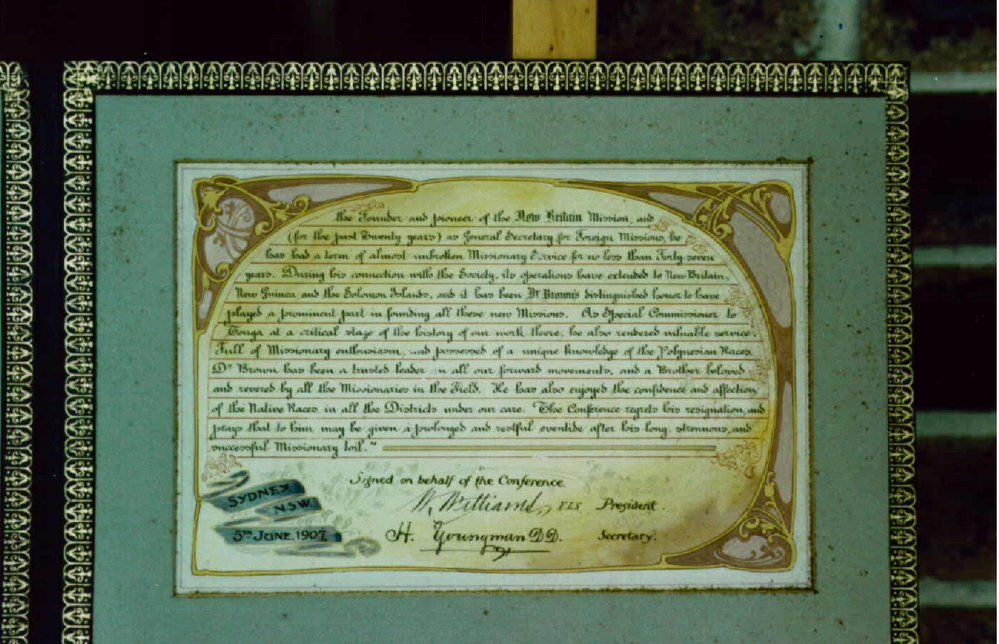 the Founder and pioneer of the New Britain Mission, and
(for the past Twenty years) as General Secretary for Foreign Missions, he
has had a term of almost unbroken Missionary Service for no less than Forty seven
years. During his connection with the Society, its operations have extended to New Britain,
New Guinea and the Solomon Islands, and it has been Dr Brown's distinguished honor to have
played a prominent part in founding all these new Missions. As Special Commissioner to
Tonga at a critical stage of the history of our work there, he also rendered valuable service.
Full of Missionary enthusiasm, and possessed of a unique knowledge of the Polynesian Races
Dr Brown has been a trusted leader in all our forward movements, and a Brother beloved
and revered by all the Missionaries in the Field. He has also enjoyed the confidence and affection
of the Native Races in all the Districts under our care. The Conference regrets his resignation, and
prays that to him may be given a prolonged and restful eventide after his long, strenuous, and
successful Missionary toil."
Signed on behalf of the Conference
W. Williams, FLS President.
H. Youngman D.D. Secretary.
SYDNEY
N.S.W.
5TH JUNE, 1907.